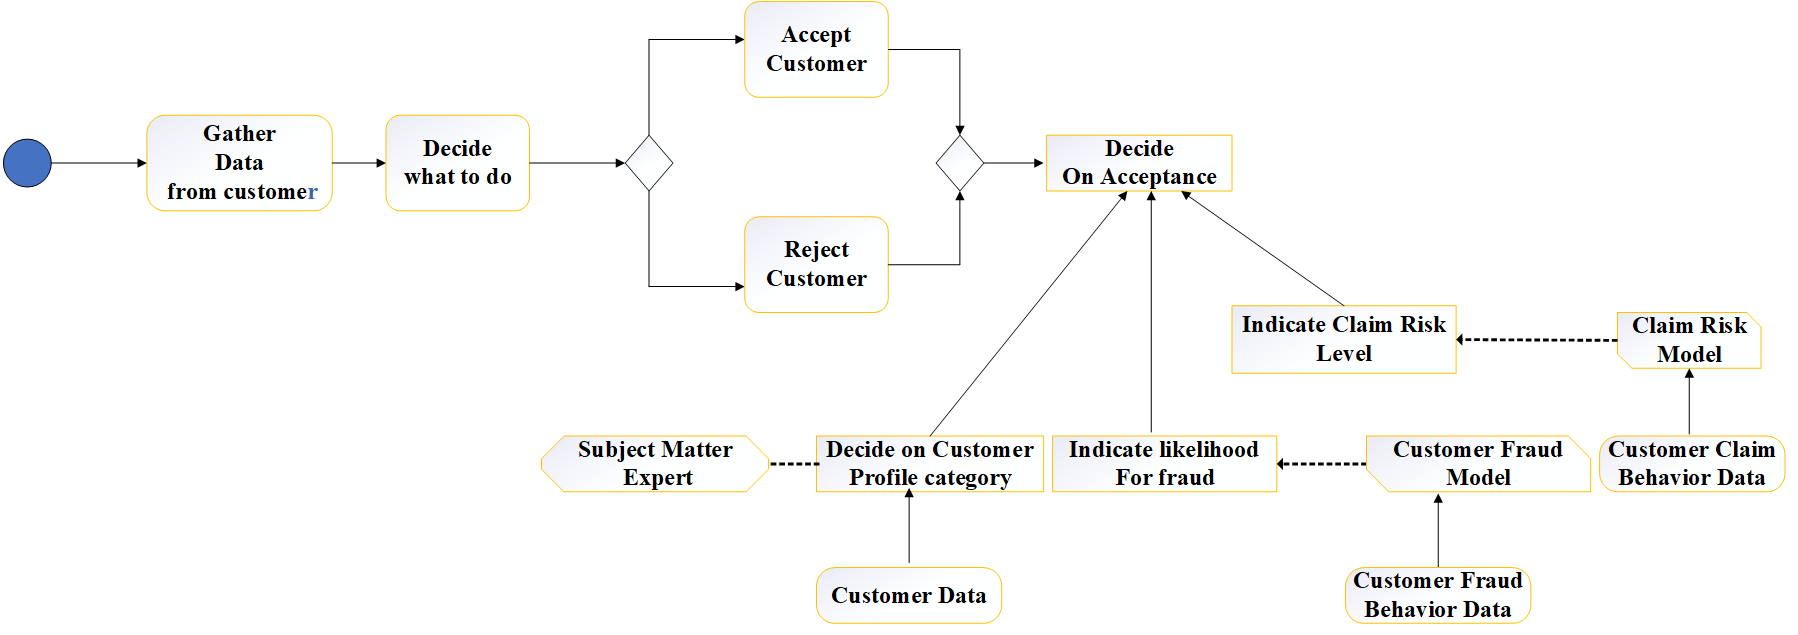 Accept
Customer
Gather
Data
from customer
Decide
what to do
Decide
On Acceptance
Reject
Customer
Indicate Claim Risk
Level
Claim Risk
Model
Subject Matter
Expert
Decide on Customer
Profile category
Indicate likelihood
For fraud
Customer Fraud
Model
Customer Claim
Behavior Data
Customer Data
Customer Fraud
Behavior Data